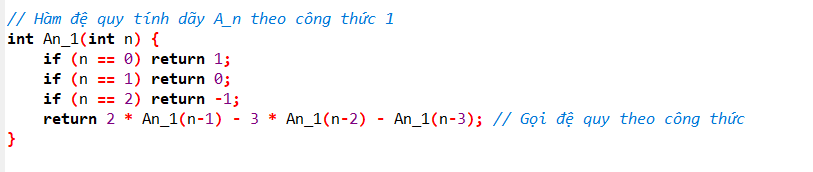 // Hàm đệ quy tính dãy A_n theo công thức 1
int An_1(int n) {
    if (n == 0) return 1;
    if (n == 1) return 0;
    if (n == 2) return -1;
    return 2 * An_1(n-1) - 3 * An_1(n-2) - An_1(n-3); // Gọi đệ quy theo công thức
}